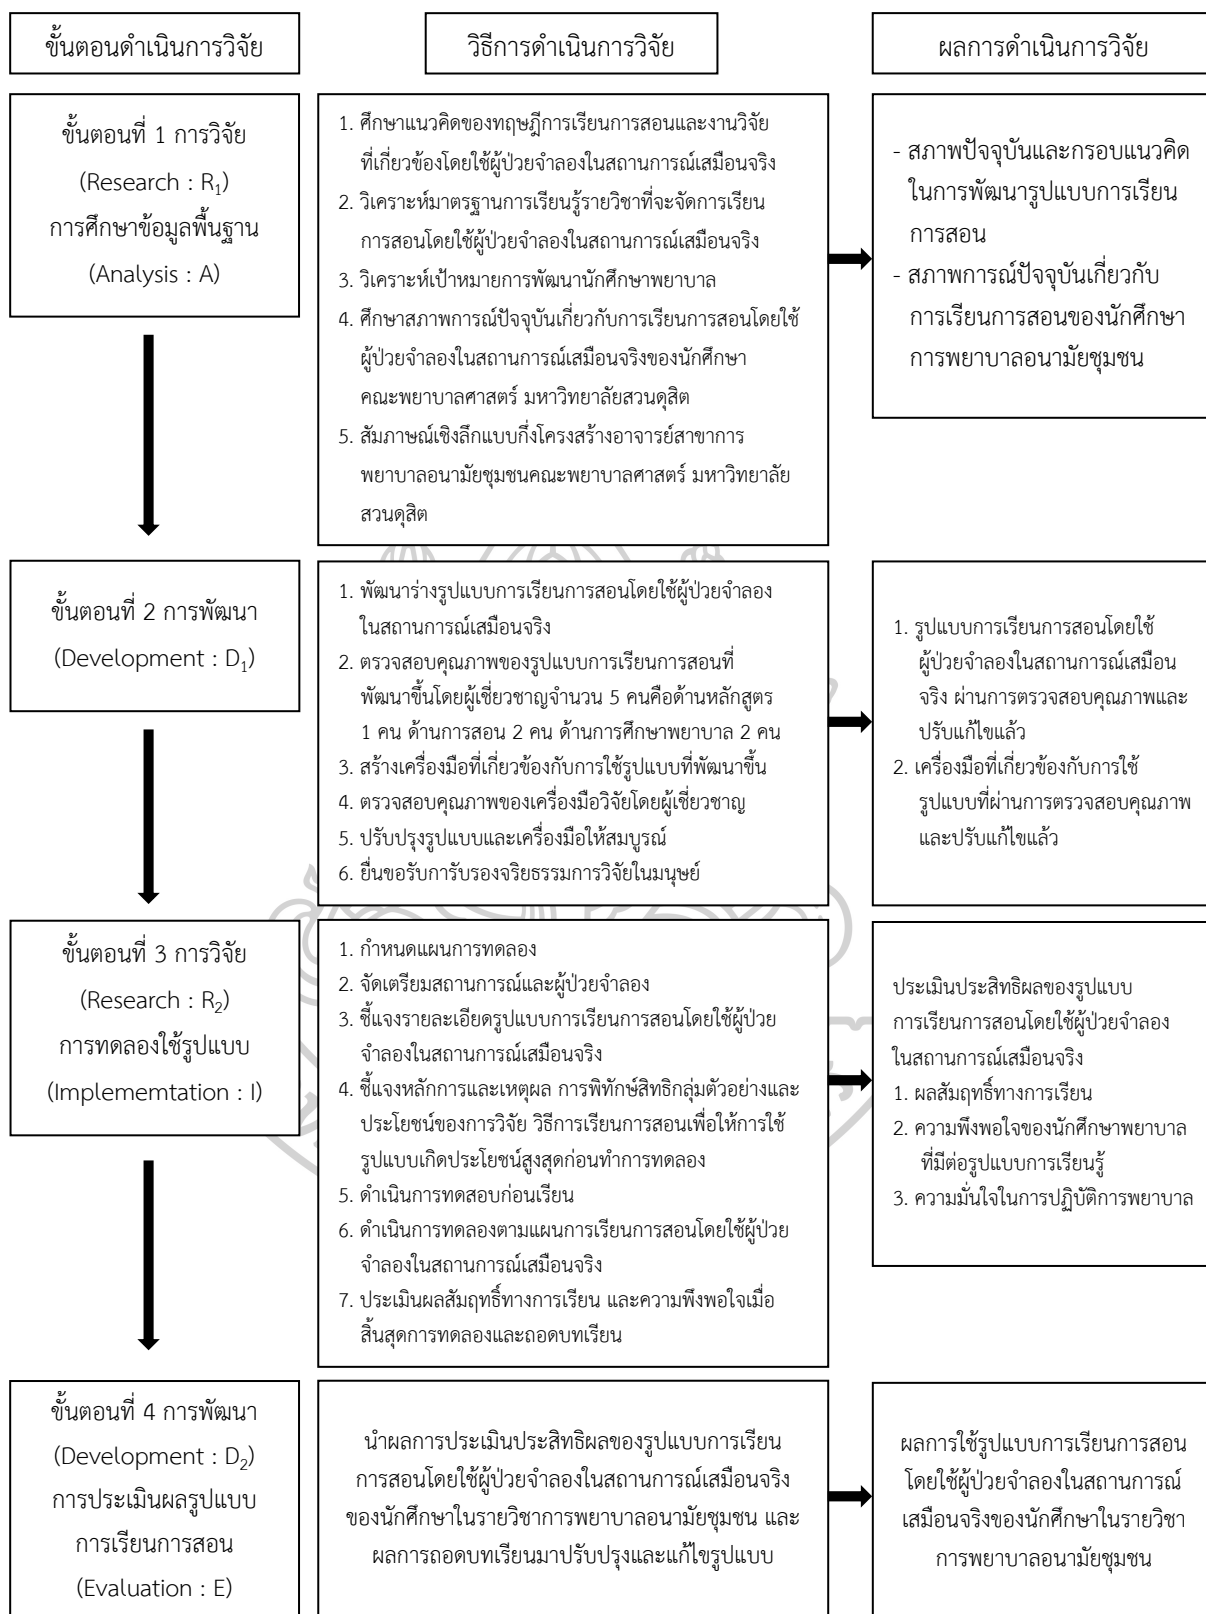 ขั้นตอนดำเนินการวิจัย
วิธีการดำเนินการวิจัย
ผลการดำเนินการวิจัย
ขั้นตอนที่ 1 การวิจัย
(Research : R₁)
การศึกษาข้อมูลพื้นฐาน
(Analysis : A)
1. ศึกษาแนวคิดของทฤษฎีการเรียนการสอนและงานวิจัย
ที่เกี่ยวข้องโดยใช้ผู้ป่วยจำลองในสถานการณ์เสมือนจริง
2. วิเคราะห์มาตรฐานการเรียนรู้รายวิชาที่จะจัดการเรียน
การสอนโดยใช้ผู้ป่วยจำลองในสถานการณ์เสมือนจริง
3. วิเคราะห์เป้าหมายการพัฒนานักศึกษาพยาบาล
4. ศึกษาสภาพการณ์ปัจจุบันเกี่ยวกับการเรียนการสอนโดยใช้
ผู้ป่วยจำลองในสถานการณ์เสมือนจริงของนักศึกษา
คณะพยาบาลศาสตร์ มหาวิทยาลัยสวนดุสิต
5. สัมภาษณ์เชิงลึกแบบกึ่งโครงสร้างอาจารย์สาขาการ
พยาบาลอนามัยชุมชนคณะพยาบาลศาสตร์ มหาวิทยาลัย
สวนดุสิต
- สภาพปัจจุบันและกรอบแนวคิด
ในการพัฒนารูปแบบการเรียน
การสอน
- สภาพการณ์ปัจจุบันเกี่ยวกับ
การเรียนการสอนของนักศึกษา
การพยาบาลอนามัยชุมชน
ขั้นตอนที่ 2 การพัฒนา
(Development : D₁)
1. พัฒนาร่างรูปแบบการเรียนการสอนโดยใช้ผู้ป่วยจำลอง
ในสถานการณ์เสมือนจริง
2. ตรวจสอบคุณภาพของรูปแบบการเรียนการสอนที่
พัฒนาขึ้นโดยผู้เชี่ยวชาญจำนวน 5 คนคือด้านหลักสูตร
1 คน ด้านการสอน 2 คน ด้านการศึกษาพยาบาล 2 คน
3. สร้างเครื่องมือที่เกี่ยวข้องกับการใช้รูปแบบที่พัฒนาขึ้น
4. ตรวจสอบคุณภาพของเครื่องมือวิจัยโดยผู้เชี่ยวชาญ
5. ปรับปรุงรูปแบบและเครื่องมือให้สมบูรณ์
6. ยื่นขอรับการับรองจริยธรรมการวิจัยในมนุษย์
1. รูปแบบการเรียนการสอนโดยใช้
ผู้ป่วยจำลองในสถานการณ์เสมือน
จริง ผ่านการตรวจสอบคุณภาพและ
ปรับแก้ไขแล้ว
2. เครื่องมือที่เกี่ยวข้องกับการใช้
รูปแบบที่ผ่านการตรวจสอบคุณภาพ
และปรับแก้ไขแล้ว
ขั้นตอนที่ 3 การวิจัย
(Research : R₂)
การทดลองใช้รูปแบบ
(Implememtation : I)
1. กำหนดแผนการทดลอง
2. จัดเตรียมสถานการณ์และผู้ป่วยจำลอง
3. ชี้แจงรายละเอียดรูปแบบการเรียนการสอนโดยใช้ผู้ป่วย
จำลองในสถานการณ์เสมือนจริง
4. ชี้แจงหลักการและเหตุผล การพิทักษ์สิทธิกลุ่มตัวอย่างและ
ประโยชน์ของการวิจัย วิธีการเรียนการสอนเพื่อให้การใช้
รูปแบบเกิดประโยชน์สูงสุดก่อนทำการทดลอง
5. ดำเนินการทดสอบก่อนเรียน
6. ดำเนินการทดลองตามแผนการเรียนการสอนโดยใช้ผู้ป่วย
จำลองในสถานการณ์เสมือนจริง
7. ประเมินผลสัมฤทธิ์ทางการเรียน และความพึงพอใจเมื่อ
สิ้นสุดการทดลองและถอดบทเรียน
ประเมินประสิทธิผลของรูปแบบ
การเรียนการสอนโดยใช้ผู้ป่วยจำลอง
ในสถานการณ์เสมือนจริง
1. ผลสัมฤทธิ์ทางการเรียน
2. ความพึงพอใจของนักศึกษาพยาบาล
ที่มีต่อรูปแบบการเรียนรู้
3. ความมั่นใจในการปฏิบัติการพยาบาล
ขั้นตอนที่ 4 การพัฒนา
(Development : D₂)
การประเมินผลรูปแบบ
การเรียนการสอน
(Evaluation : E)
นำผลการประเมินประสิทธิผลของรูปแบบการเรียน
การสอนโดยใช้ผู้ป่วยจำลองในสถานการณ์เสมือนจริง
ของนักศึกษาในรายวิชาการพยาบาลอนามัยชุมชน และ
ผลการถอดบทเรียนมาปรับปรุงและแก้ไขรูปแบบ
ผลการใช้รูปแบบการเรียนการสอน
โดยใช้ผู้ป่วยจำลองในสถานการณ์
เสมือนจริงของนักศึกษาในรายวิชา
การพยาบาลอนามัยชุมชน